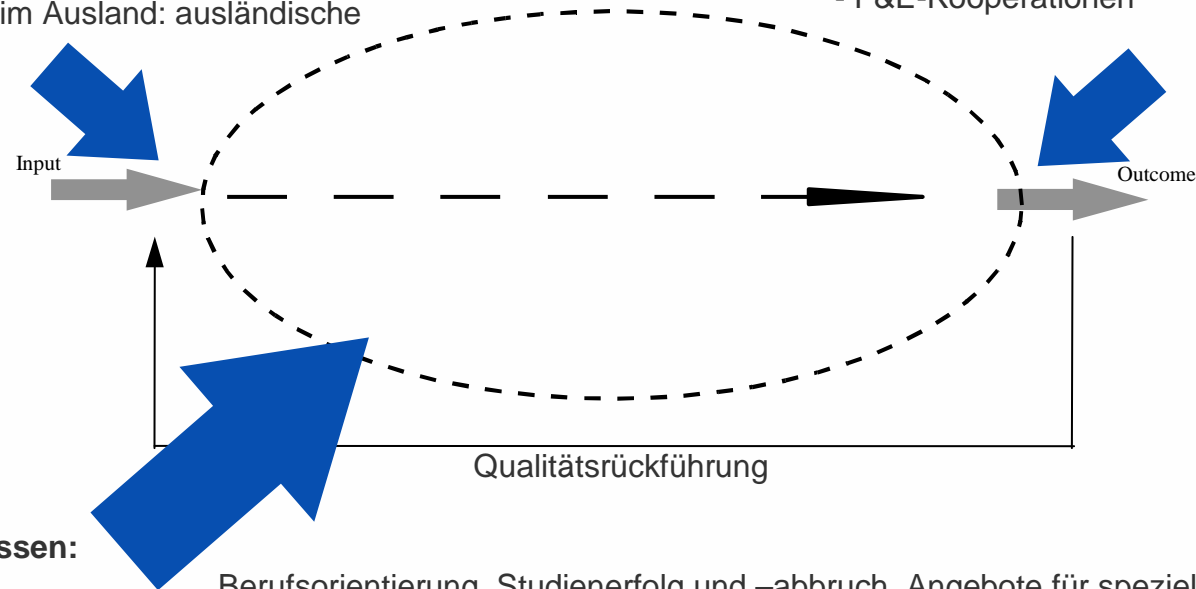 im Ausland: ausländische
F&E-Kooperationen
Input
Outcome
Qualitätsrückführung
ssen:
Berufsorientierung, Studienerfolg und –abbruch, Angebote für speziel